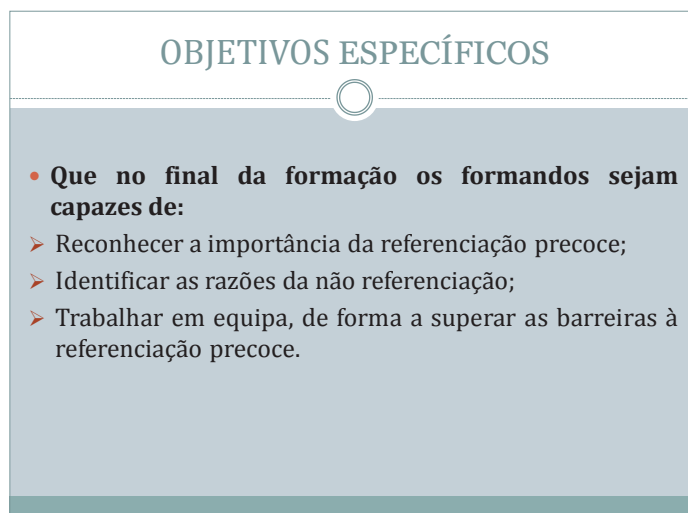 OBJETIVOS ESPECÍFICOS
• Que no final da formação os formandos sejam
capazes de:
➢ Reconhecer a importância da referenciação precoce;
➢ Identificar as razões da não referenciação;
➢ Trabalhar em equipa, de forma a superar as barreiras à
referenciação precoce.